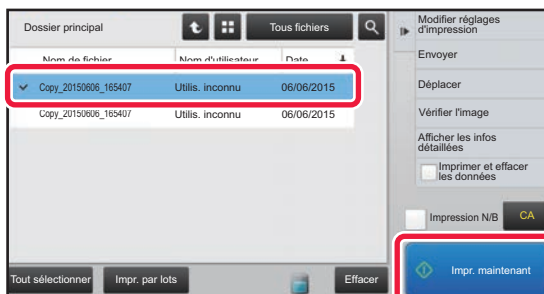 Dossier principal
Tous fichiers
Nom de fichier
Nom d'utilisateur
Date
Copy_20150606_165407
Utilis. inconnu
06/06/2015
Copy_20150606_165407
Utilis. inconnu
06/06/2015
Tout sélectionner
Impr. par lots
Effacer
Modifier réglages
d'impression
Envoyer
Déplacer
Vérifier l'image
Afficher les infos
détaillées
Imprimer et effacer
les données
Impression N/B
CA
Impr. maintenant